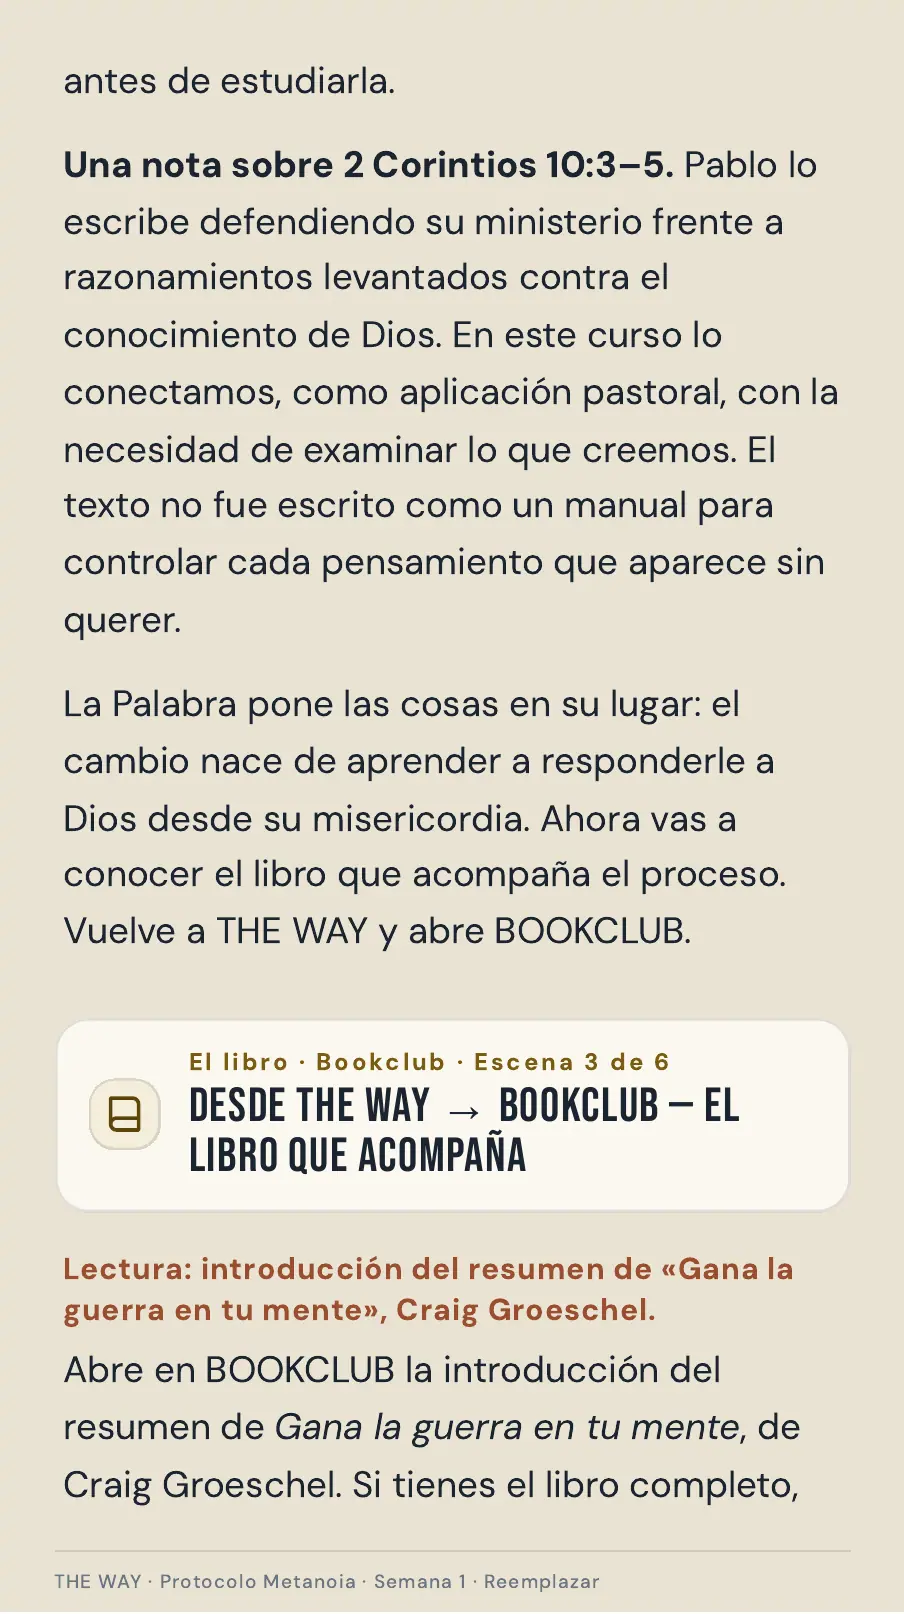 antes de estudiarla.
Una nota sobre 2 Corintios 10:3–5. Pablo lo
escribe defendiendo su ministerio frente a
razonamientos levantados contra el
conocimiento de Dios. En este curso lo
conectamos, como aplicación pastoral, con la
necesidad de examinar lo que creemos. El
texto no fue escrito como un manual para
controlar cada pensamiento que aparece sin
querer.
La Palabra pone las cosas en su lugar: el
cambio nace de aprender a responderle a
Dios desde su misericordia. Ahora vas a
conocer el libro que acompaña el proceso.
Vuelve a THE WAY y abre BOOKCLUB.
El libro · Bookclub · Escena 3 de 6
DESDE THE WAY → BOOKCLUB – EL
LIBRO QUE ACOMPAÑA
Lectura: introducción del resumen de «Gana la
guerra en tu mente», Craig Groeschel.
Abre en BOOKCLUB la introducción del
resumen de Gana la guerra en tu mente, de
Craig Groeschel. Si tienes el libro completo,
THE WAY · Protocolo Metanoia · Semana 1 · Reemplazar